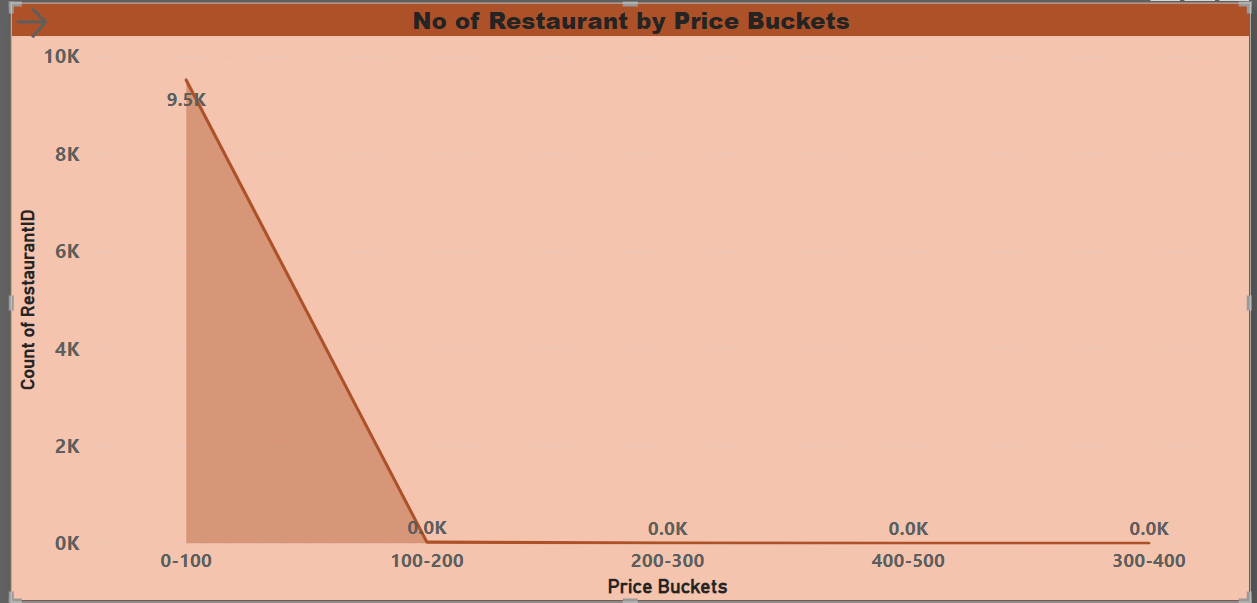 No of Restaurant by Price Buckets
10K
9.5K
8K
6K
4K
2K
0K
0.0K
0.0K
0.0K
0.0K
0-100
100-200
200-300
400-500
300-400
Price Buckets
Count of RestaurantID